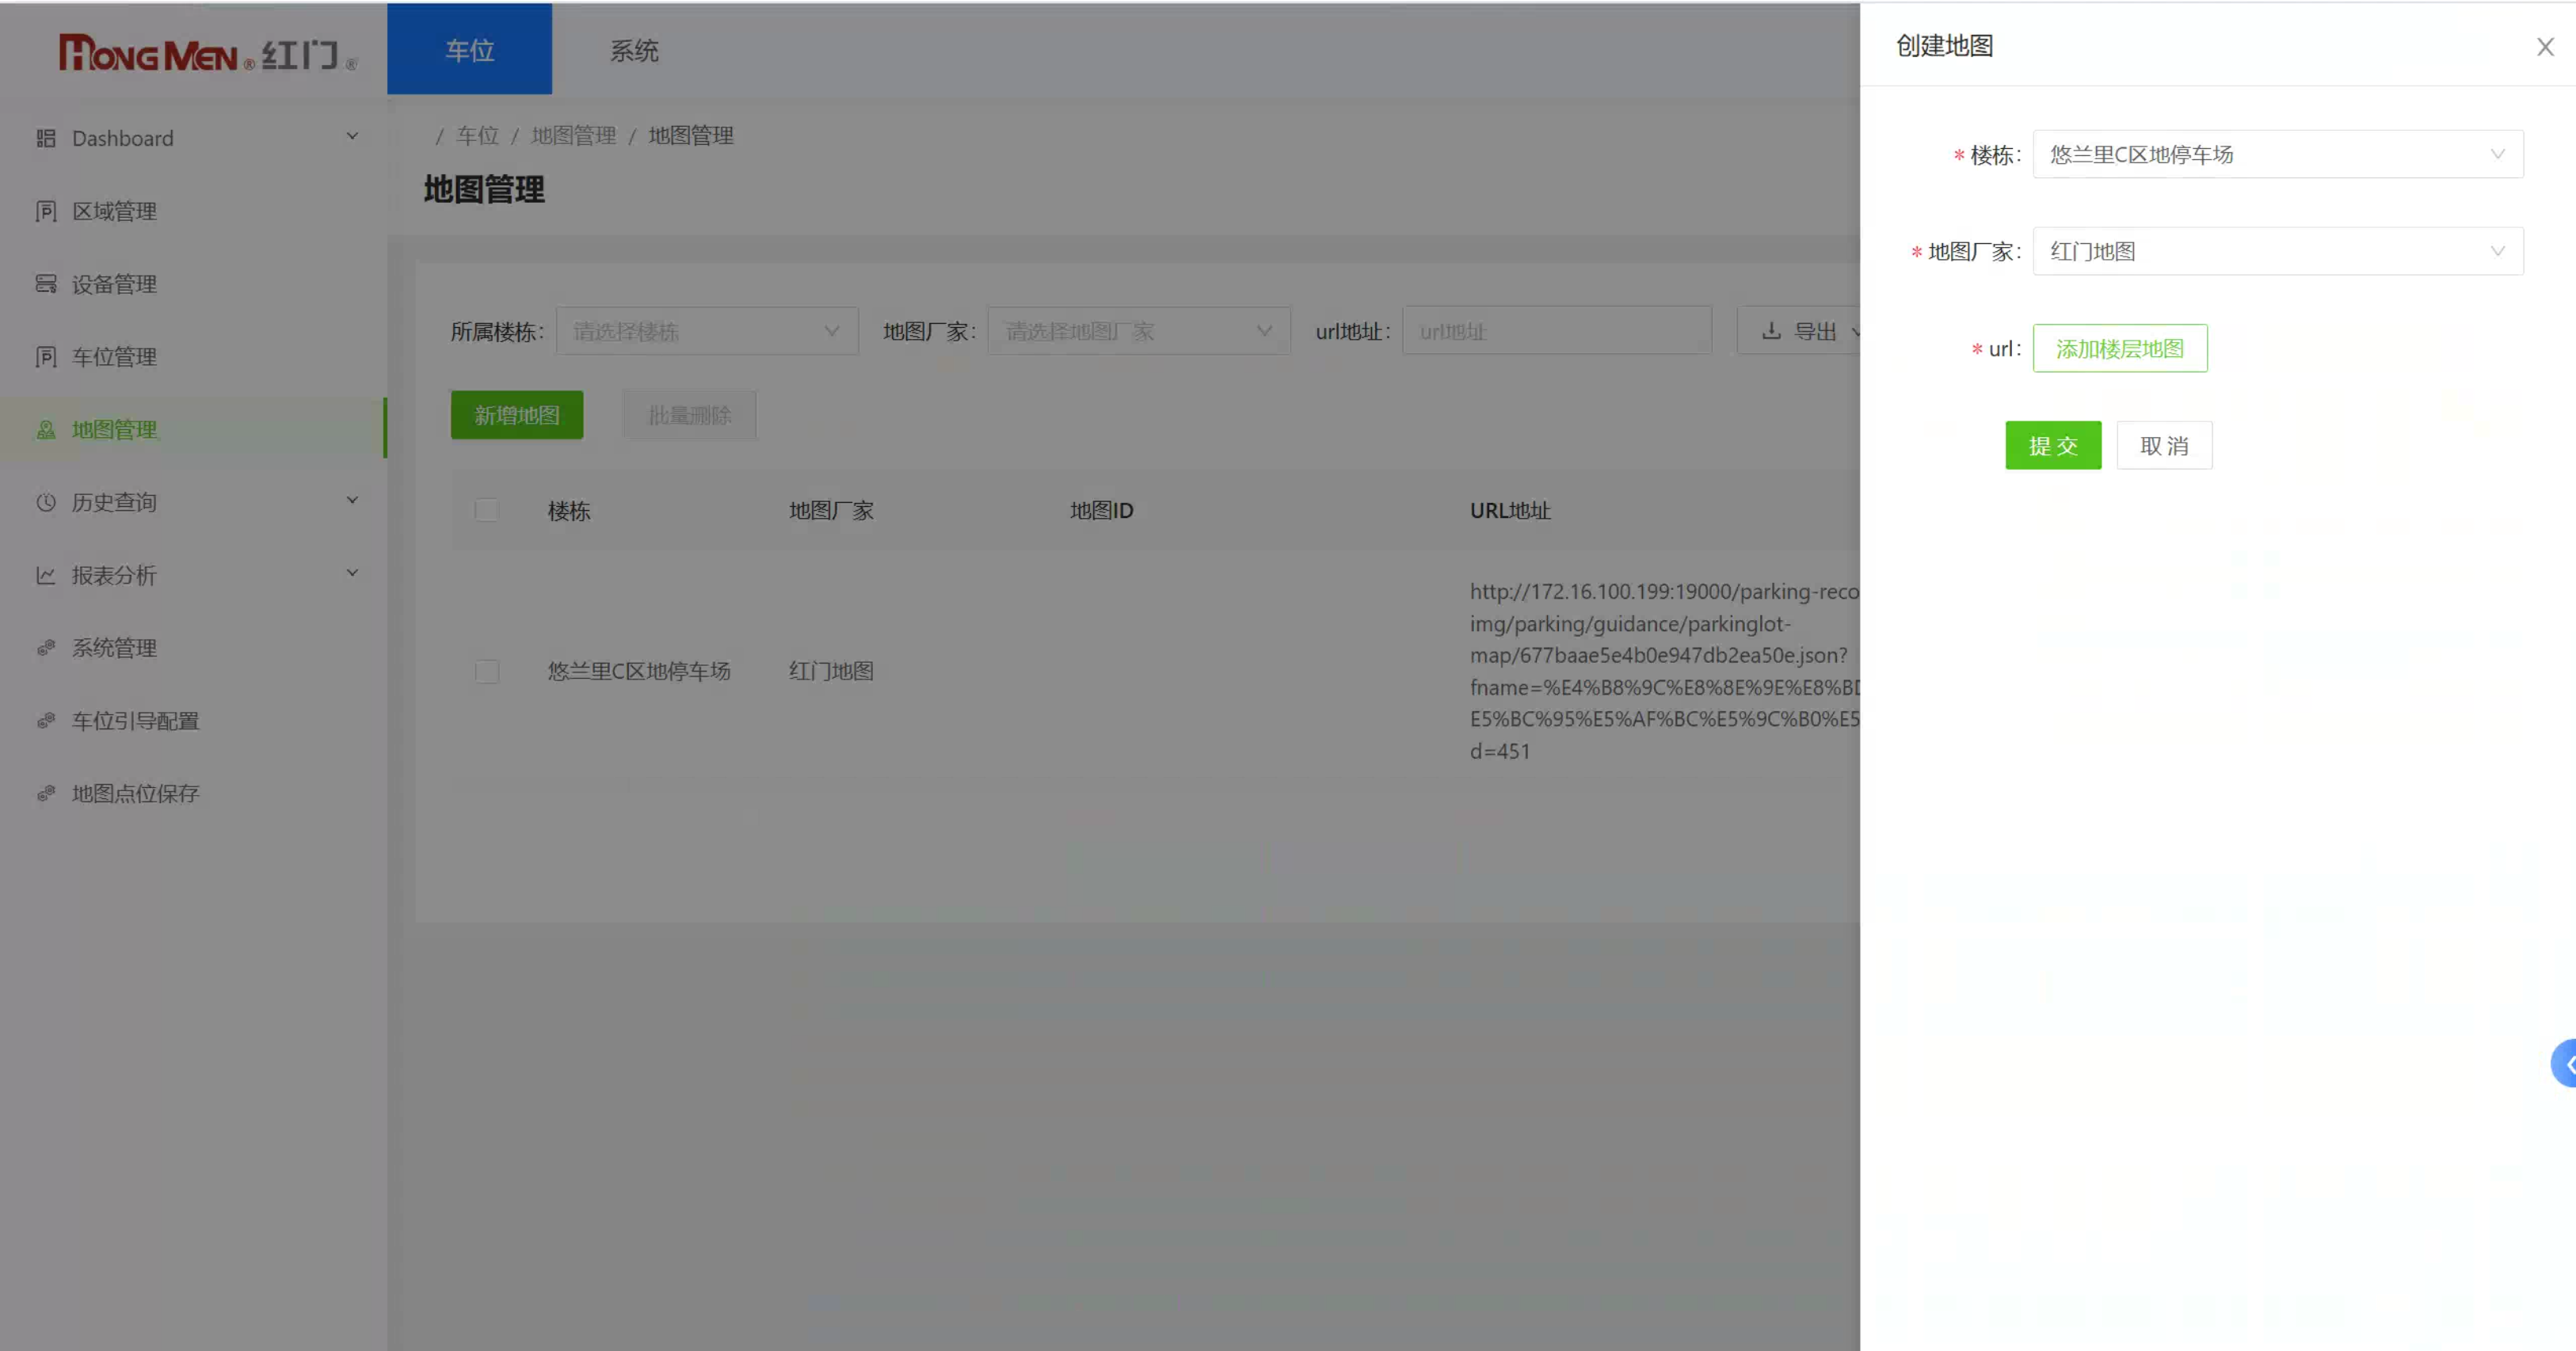 HONGMEN® 红门®
车位
系统
Dashboard
区域管理
设备管理
车位管理
地图管理
历史查询
报表分析
系统管理
车位引导配置
地图点位保存
/ 车位 / 地图管理 / 地图管理
地图管理
所属楼栋: 请选择楼栋 地图厂家: 请选择地图厂家 url地址: url地址 导出
新增地图 批量删除
楼栋 地图厂家 地图ID URL地址
悠兰里C区地停车场 红门地图
http://172.16.100.199:19000/parking-reco
img/parking/guidance/parkinglot-
map/677baae5e4b0e947db2ea50e.json?
fname=%E4%B8%9C%E8%8E%9E%E8%BD
E5%BC%95%E5%AF%BC%E5%9C%B0%E5
d=451
创建地图
* 楼栋: 悠兰里C区地停车场
* 地图厂家: 红门地图
* url: 添加楼层地图
提 交 取 消